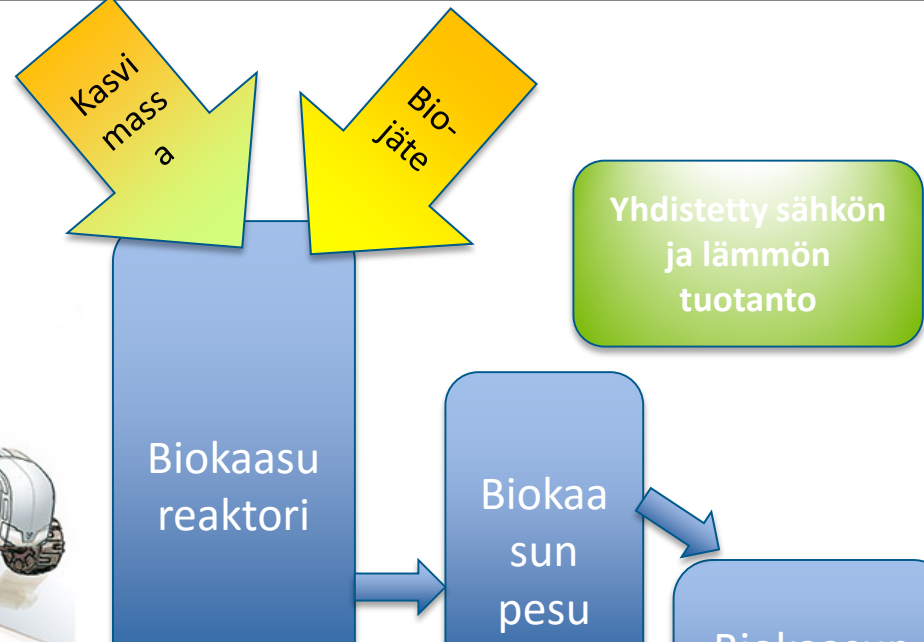 Kasvi
mass
a
Bio-
jäte
Yhdistetty sähkön
ja lämmön
tuotanto
Biokaasu
reaktori
Biokaa
sun
pesu